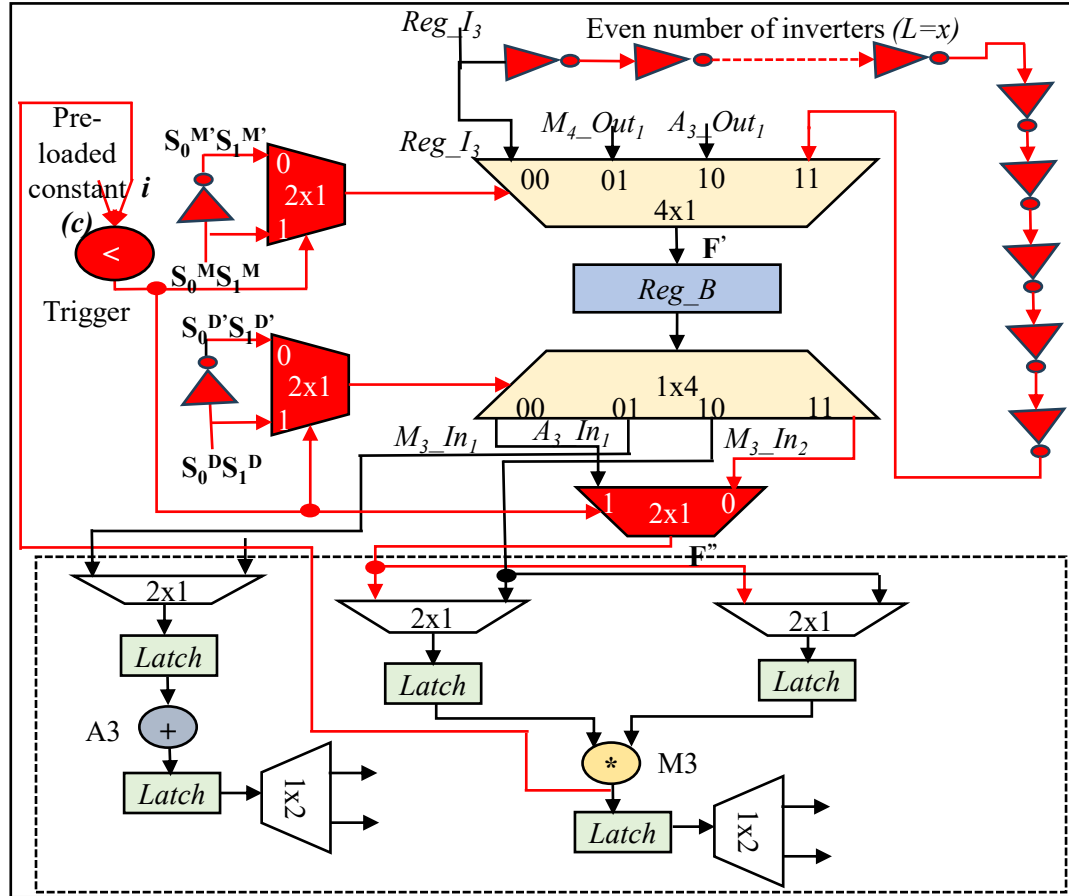 Reg_I₃
Even number of inverters (L=x)
Pre-
loaded
constant i
(c)
<
Trigger
S₀ᴹ'S₁ᴹ'
0
2x1
1
S₀ᴹS₁ᴹ
Reg_I₃
M₄_Out₁
A₃_Out₁
00
01
10
11
4x1
F'
Reg_B
S₀ᴰ'S₁ᴰ'
0
2x1
1
S₀ᴰS₁ᴰ
1x4
00
01
10
11
M₃_In₁
A₃_In₁
M₃_In₂
1
2x1
0
F"
2x1
2x1
2x1
Latch
Latch
Latch
A3
+
*
M3
Latch
1x2
Latch
1x2